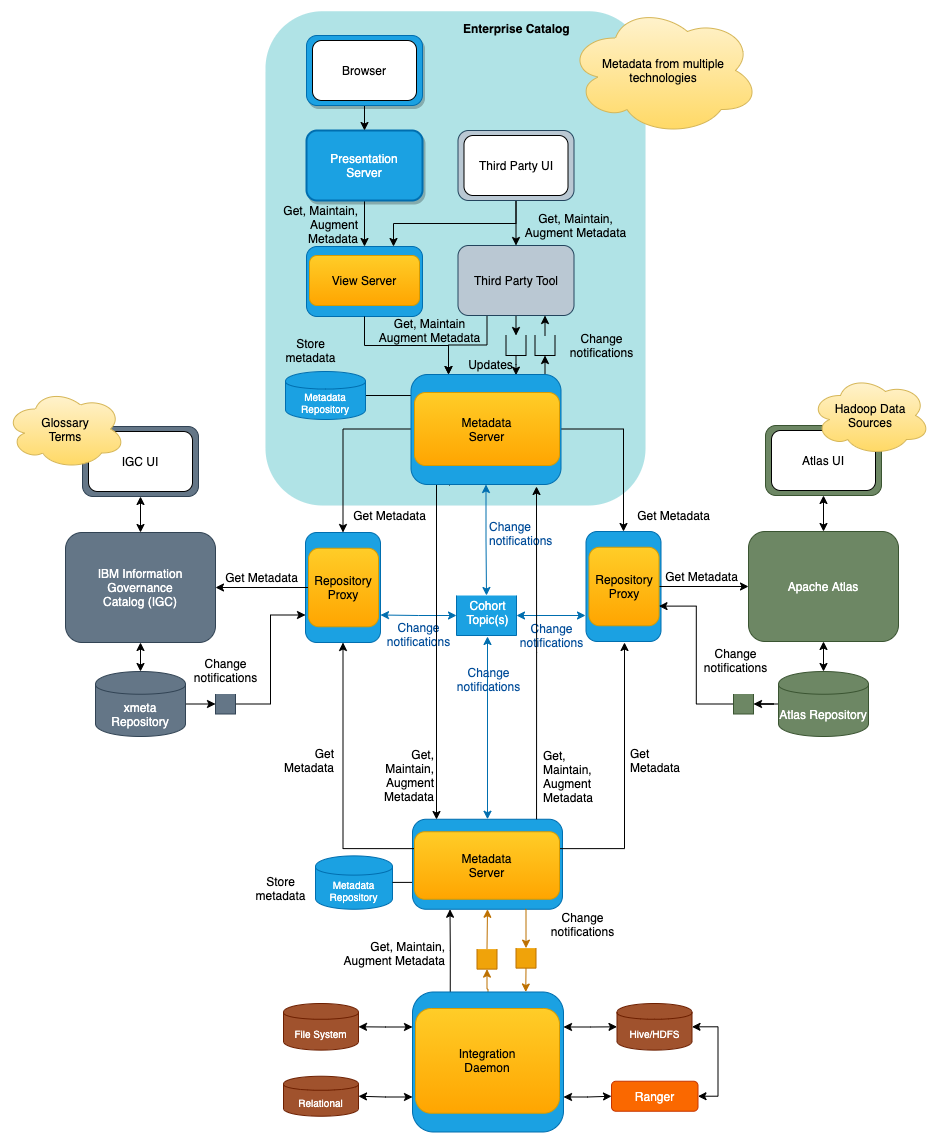 Enterprise Catalog
Metadata from multiple
technologies
Browser
Presentation
Server
Third Party UI
Get, Maintain,
Augment
Metadata
Get, Maintain,
Augment Metadata
View Server
Third Party Tool
Get, Maintain
Augment Metadata
Change
notifications
Store
metadata
Updates
Metadata
Repository
Metadata
Server
Glossary
Terms
IGC UI
Hadoop Data
Sources
Atlas UI
Get Metadata
Change
notifications
Get Metadata
IBM Information
Governance
Catalog (IGC)
Get Metadata
Repository
Proxy
Cohort
Topic(s)
Repository
Proxy
Get Metadata
Apache Atlas
Change
notifications
Change
notifications
Change
notifications
Change
notifications
Change
notifications
xmeta
Repository
Atlas Repository
Get
Metadata
Get,
Maintain,
Augment
Metadata
Get,
Maintain,
Augment
Metadata
Get
Metadata
Metadata
Server
Store
metadata
Metadata
Repository
Change
notifications
Get, Maintain,
Augment Metadata
File System
Integration
Daemon
Hive/HDFS
Relational
Ranger